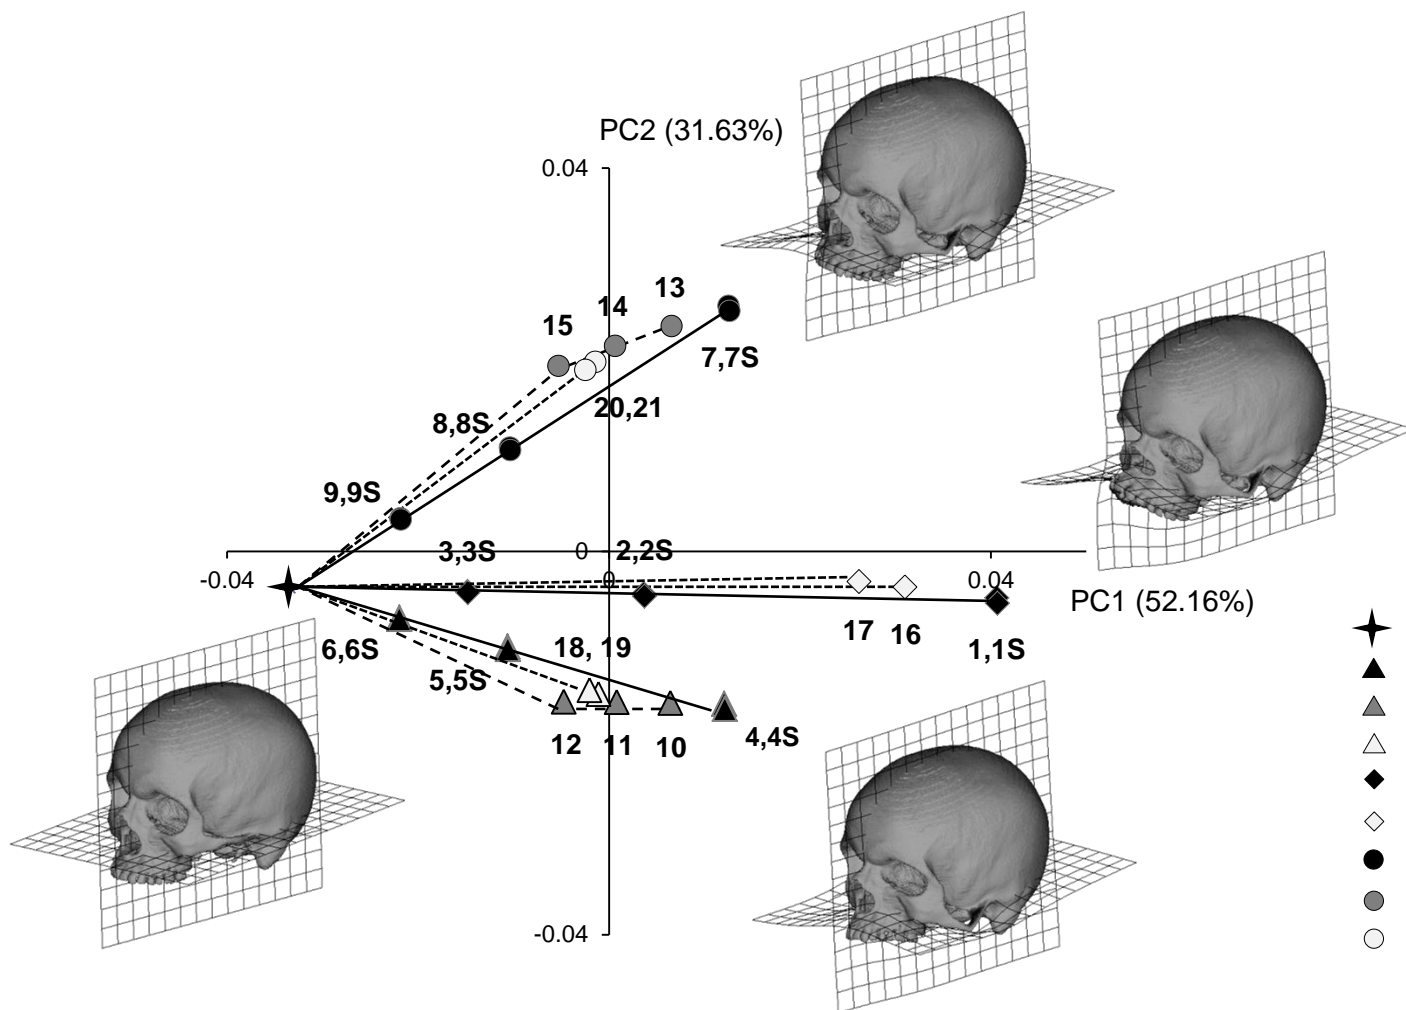 PC2 (31.63%)
0.04
13
14
15
7,7S
20,21
8,8S
9,9S
3,3S
0
2,2S
-0.04
0
0.04
PC1 (52.16%)
17
16
1,1S
6,6S
18, 19
5,5S
12
11
10
4,4S
-0.04